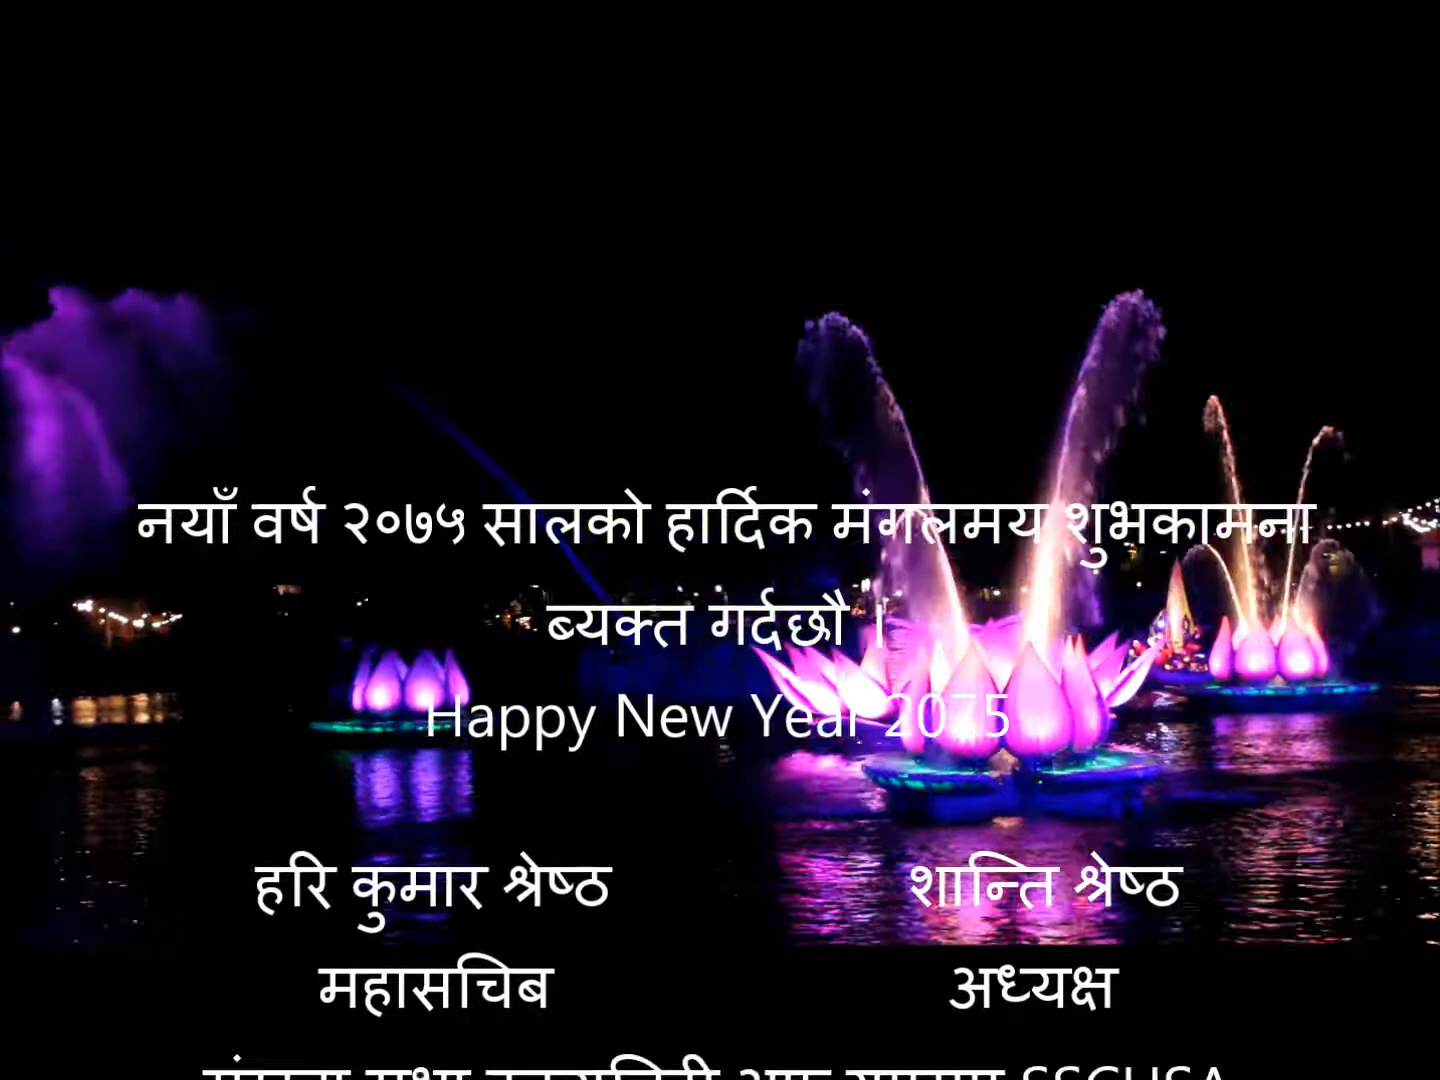 नयाँ वर्ष २०७५ सालको हार्दिक मंगलमय शुभकामना
ब्यक्त गर्दछौ ।
Happy New Year 2075
हरि कुमार श्रेष्ठ शान्ति श्रेष्ठ
महासचिब अध्यक्ष